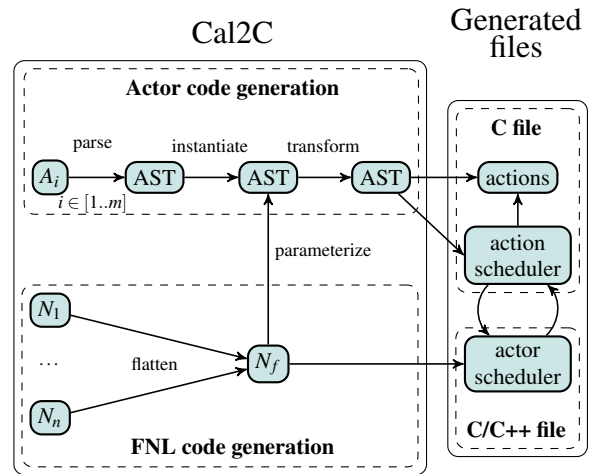 Cal2C
Generated
files
Actor code generation
C file
parse
instantiate
transform
A_i
AST
AST
AST
actions
i ∈ [1..m]
action
scheduler
parameterize
N_1
...
flatten
N_f
actor
scheduler
N_n
FNL code generation
C/C++ file